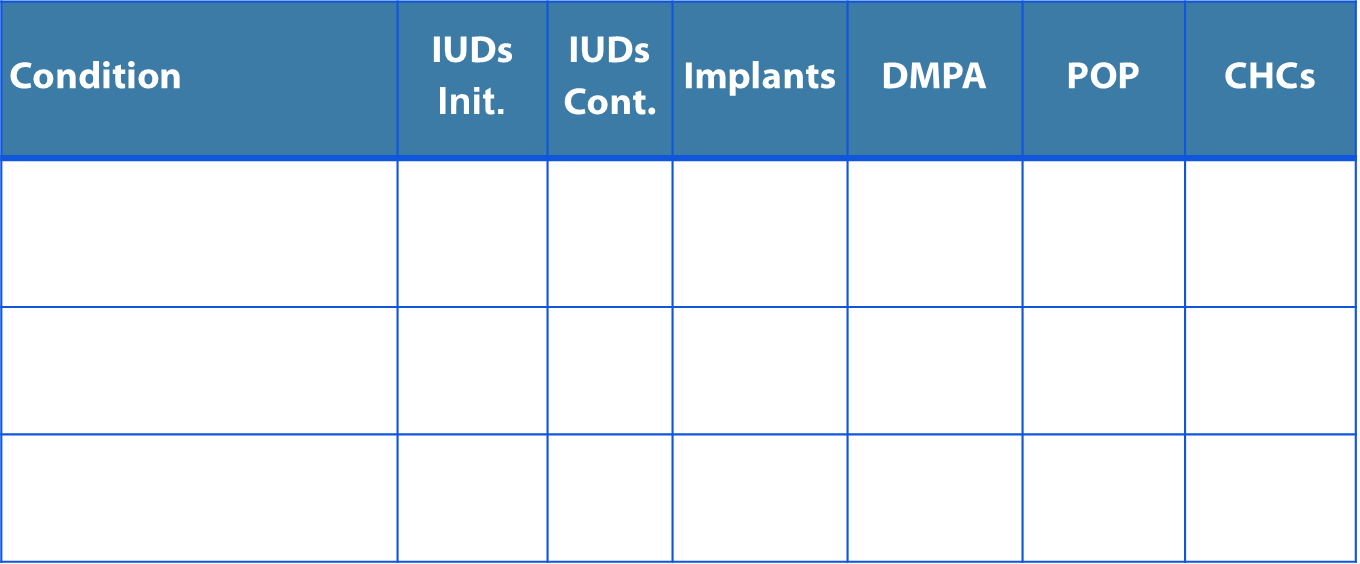 Condition
IUDs
Init.
IUDs
Cont.
Implants
DMPA
POP
CHCs